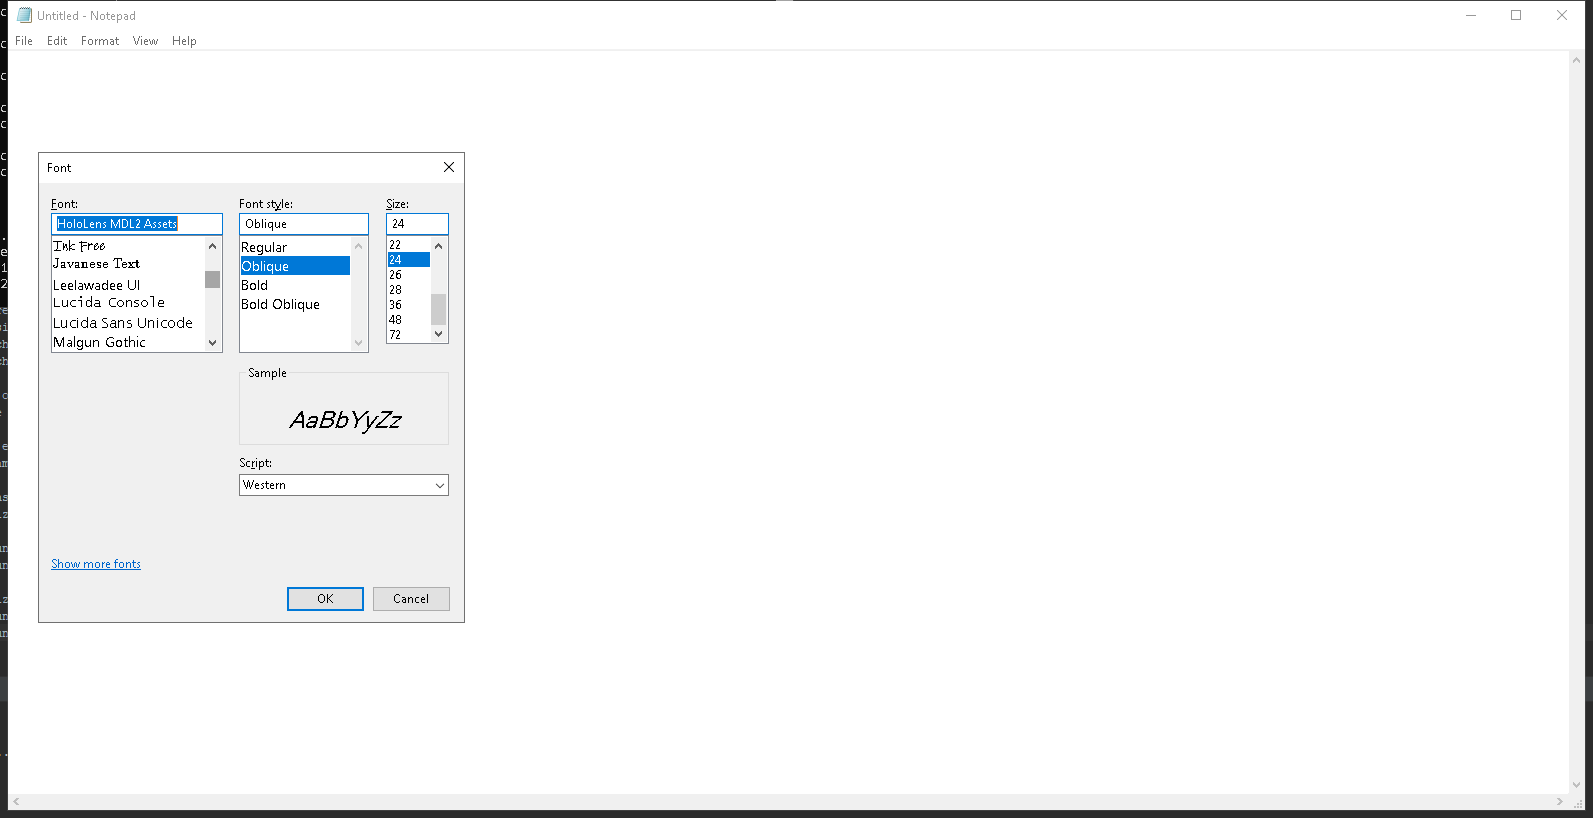 Untitled - Notepad
File Edit Format View Help
Font
Font:
HoloLens MDL2 Assets
Ink Free
Javanese Text
Leelawadee UI
Lucida Console
Lucida Sans Unicode
Malgun Gothic
Font style:
Oblique
Regular
Oblique
Bold
Bold Oblique
Size:
24
22
24
26
28
36
48
72
Sample
AaBbYyZz
Script:
Western
Show more fonts
OK Cancel